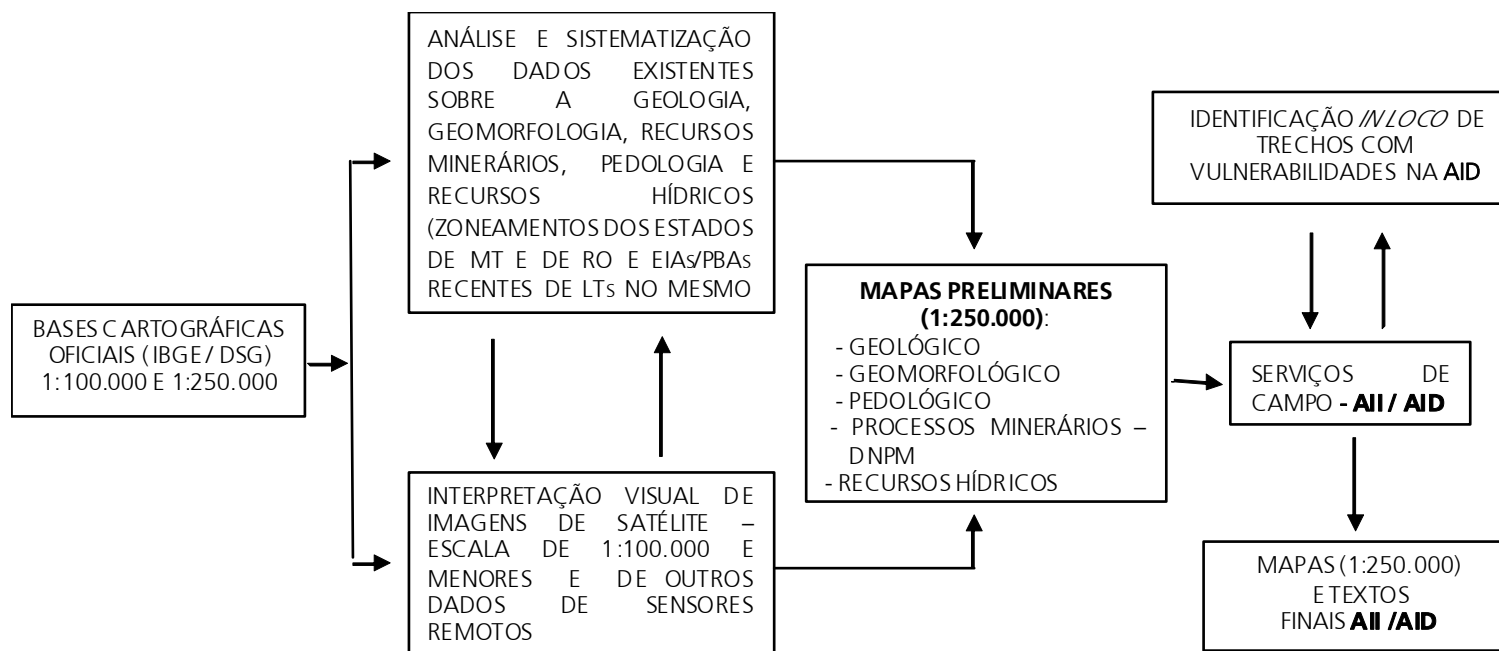 BASES CARTOGRÁFICAS
OFICIAIS (IBGE / DSG)
1:100.000 E 1:250.000
ANÁLISE E SISTEMATIZAÇÃO
DOS DADOS EXISTENTES
SOBRE A GEOLOGIA,
GEOMORFOLOGIA, RECURSOS
MINERÁRIOS, PEDOLOGIA E
RECURSOS HÍDRICOS
(ZONEAMENTOS DOS ESTADOS
DE MT E DE RO E EIAs/PBAs
RECENTES DE LTs NO MESMO
INTERPRETAÇÃO VISUAL DE
IMAGENS DE SATÉLITE –
ESCALA DE 1:100.000 E
MENORES E DE OUTROS
DADOS DE SENSORES
REMOTOS
MAPAS PRELIMINARES
(1:250.000):
- GEOLÓGICO
- GEOMORFOLÓGICO
- PEDOLÓGICO
- PROCESSOS MINERÁRIOS –
DNPM
- RECURSOS HÍDRICOS
IDENTIFICAÇÃO IN LOCO DE
TRECHOS COM
VULNERABILIDADES NA AID
SERVIÇOS DE
CAMPO - AII / AID
MAPAS (1:250.000)
E TEXTOS
FINAIS AII /AID